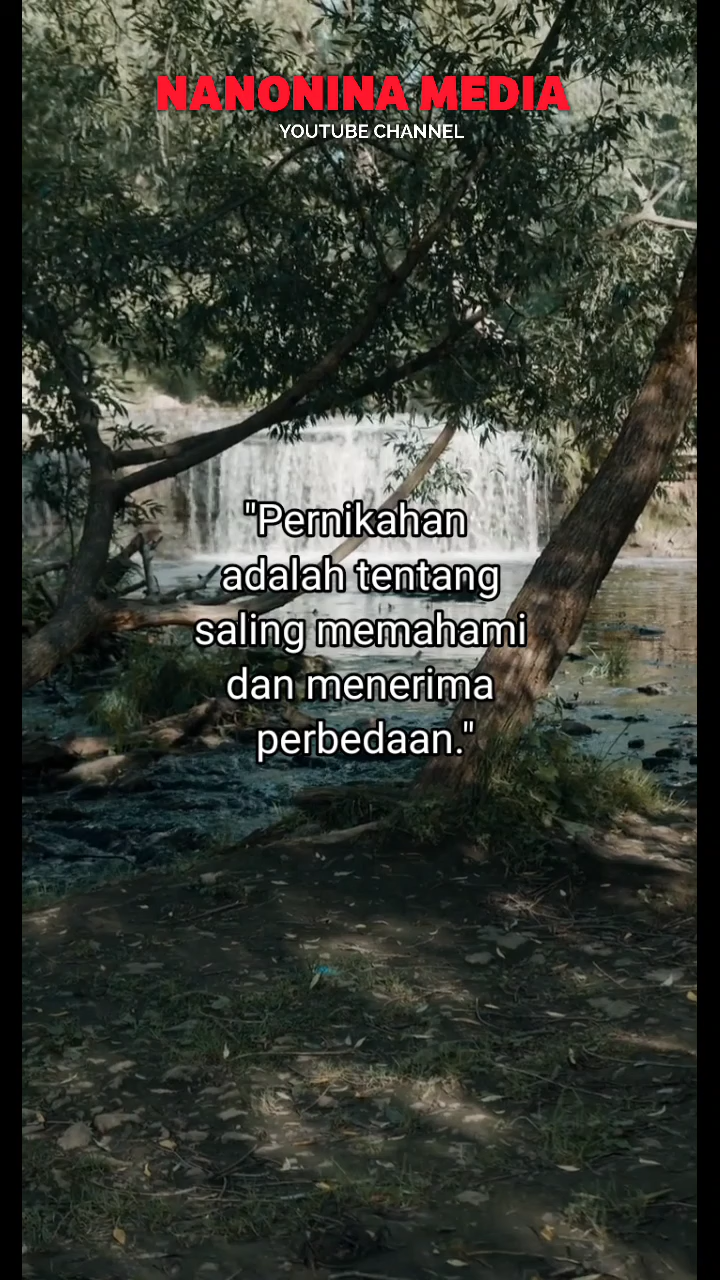 NANONINA MEDIA
YOUTUBE CHANNEL
"Pernikahan
adalah tentang
saling memahami
dan menerima
perbedaan."